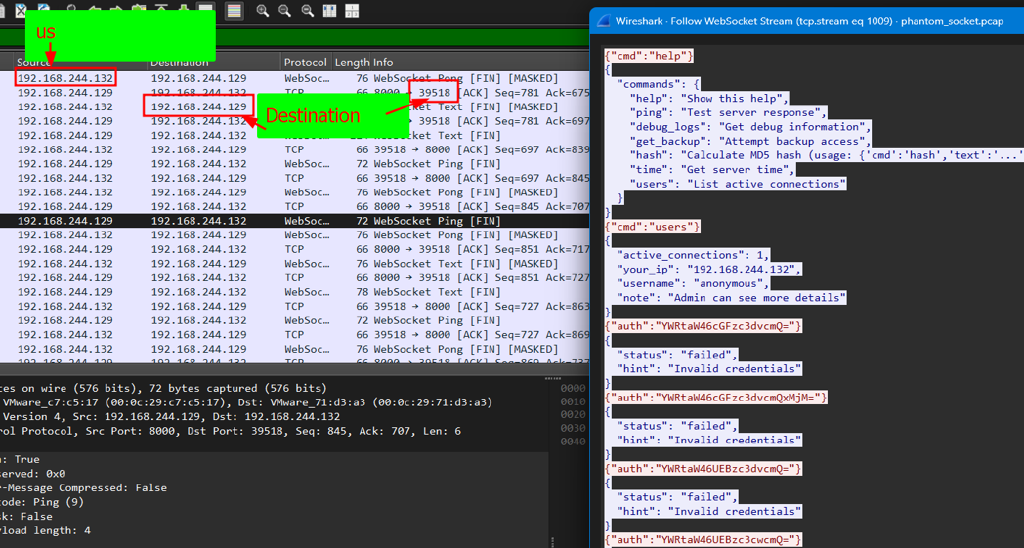 us
Source Destination Protocol Length Info
192.168.244.132 192.168.244.129 WebSoc… 76 WebSocket Pong [FIN] [MASKED]
192.168.244.129 192.168.244.132 TCP 66 8000 → 39518 [ACK] Seq=781 Ack=675
192.168.244.132 192.168.244.129 Text [FIN] [MASKED]
192.168.244.129 39518 [ACK] Seq=781 Ack=697
Destination
192.168.244.129 Text [FIN]
192.168.244.132 192.168.244.129 TCP 66 39518 → 8000 [ACK] Seq=697 Ack=839
192.168.244.129 192.168.244.132 WebSoc… 72 WebSocket Ping [FIN]
192.168.244.132 192.168.244.129 TCP 66 39518 → 8000 [ACK] Seq=697 Ack=845
192.168.244.132 192.168.244.129 WebSoc… 76 WebSocket Pong [FIN] [MASKED]
192.168.244.129 192.168.244.132 TCP 66 8000 → 39518 [ACK] Seq=845 Ack=707
192.168.244.129 192.168.244.132 WebSoc… 72 WebSocket Ping [FIN]
192.168.244.132 192.168.244.129 WebSoc… 76 WebSocket Pong [FIN] [MASKED]
192.168.244.129 192.168.244.132 TCP 66 8000 → 39518 [ACK] Seq=851 Ack=717
192.168.244.132 192.168.244.129 WebSoc… 76 WebSocket Text [FIN] [MASKED]
192.168.244.129 192.168.244.132 TCP 66 8000 → 39518 [ACK] Seq=851 Ack=727
192.168.244.129 192.168.244.132 WebSoc… 78 WebSocket Text [FIN]
192.168.244.132 192.168.244.129 TCP 66 39518 → 8000 [ACK] Seq=727 Ack=863
192.168.244.129 192.168.244.132 WebSoc… 72 WebSocket Ping [FIN]
192.168.244.132 192.168.244.129 TCP 66 39518 → 8000 [ACK] Seq=727 Ack=869
192.168.244.132 192.168.244.129 WebSoc… 76 WebSocket Pong [FIN] [MASKED]
on wire (576 bits), 72 bytes captured (576 bits)
VMware_c7:c5:17 (00:0c:29:c7:c5:17), Dst: VMware_71:d3:a3 (00:0c:29:71:d3:a3)
Version 4, Src: 192.168.244.129, Dst: 192.168.244.132
Protocol, Src Port: 8000, Dst Port: 39518, Seq: 845, Ack: 707, Len: 6
: True
served: 0x0
-Message Compressed: False
ode: Ping (9)
sk: False
yload length: 4
0000
0010
0020
0030
0040
Wireshark · Follow WebSocket Stream (tcp.stream eq 1009) · phantom_socket.pcap
{"cmd":"help"}
{
"commands": {
"help": "Show this help",
"ping": "Test server response",
"debug_logs": "Get debug information",
"get_backup": "Attempt backup access",
"hash": "Calculate MD5 hash (usage: {'cmd':'hash','text':'...'
"time": "Get server time",
"users": "List active connections"
}
}
{"cmd":"users"}
{
"active_connections": 1,
"your_ip": "192.168.244.132",
"username": "anonymous",
"note": "Admin can see more details"
}
{"auth":"YWRtaW46cGFzc3dvcmQ="}
{
"status": "failed",
"hint": "Invalid credentials"
}
{"auth":"YWRtaW46cGFzc3dvcmQxMjM="}
{
"status": "failed",
"hint": "Invalid credentials"
}
{"auth":"YWRtaW46UEBzc3dvcmQ="}
{
"status": "failed",
"hint": "Invalid credentials"
}
{"auth":"YWRtaW46UEBzc3cwcmQ="}